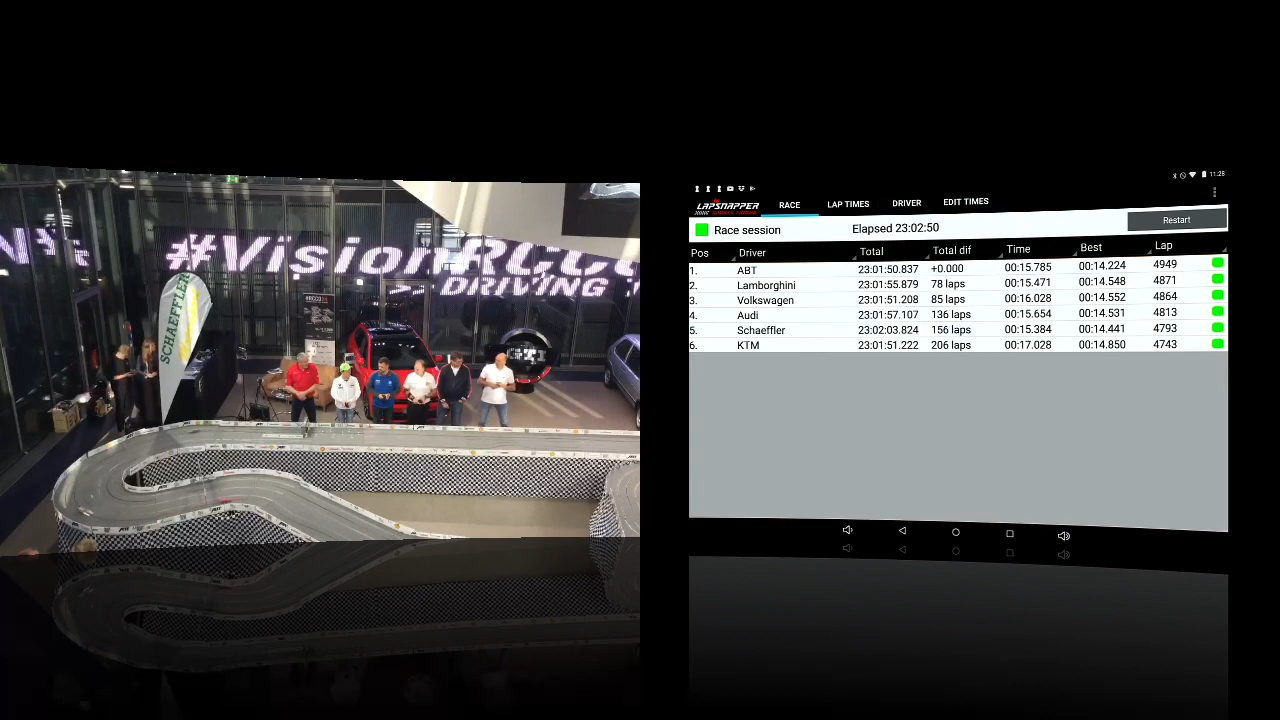 #VisionRCCO
DRIVING
SCHAEFFLER
GTI
11:28
LAPSNAPPER
RACE
LAP TIMES
DRIVER
EDIT TIMES
Race session
Elapsed 23:02:50
Restart
Pos Driver Total Total dif Time Best Lap
1. ABT 23:01:50.837 +0.000 00:15.785 00:14.224 4949
2. Lamborghini 23:01:55.879 78 laps 00:15.471 00:14.548 4871
3. Volkswagen 23:01:51.208 85 laps 00:16.028 00:14.552 4864
4. Audi 23:01:57.107 136 laps 00:15.654 00:14.531 4813
5. Schaeffler 23:02:03.824 156 laps 00:15.384 00:14.441 4793
6. KTM 23:01:51.222 206 laps 00:17.028 00:14.850 4743